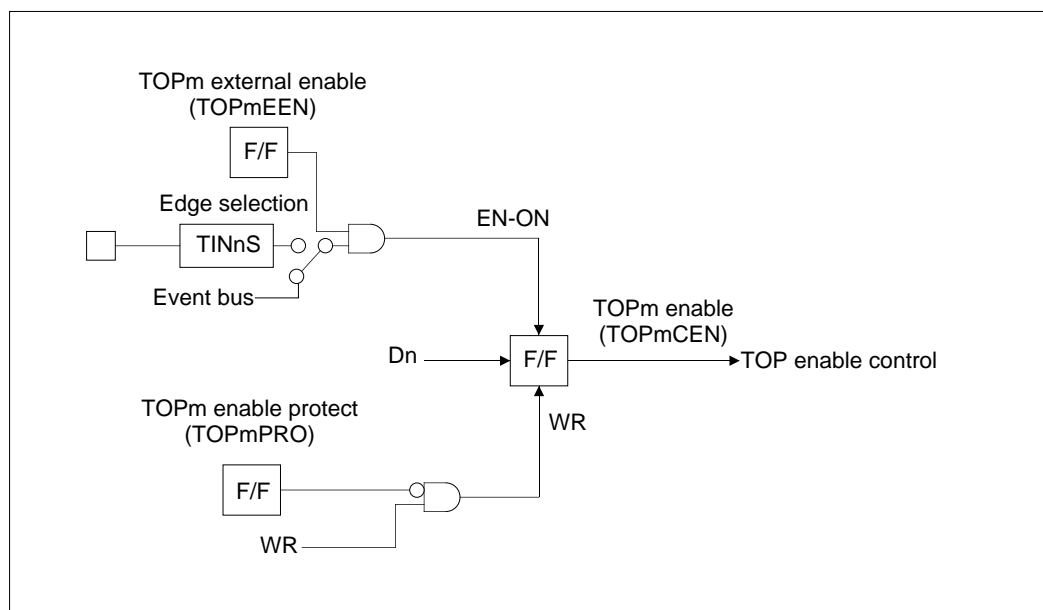 TOPm external enable
(TOPmEEN)
F/F
Edge selection
TINnS
EN-ON
Event bus
TOPm enable
(TOPmCEN)
Dn
F/F
TOP enable control
TOPm enable protect
(TOPmPRO)
WR
F/F
WR